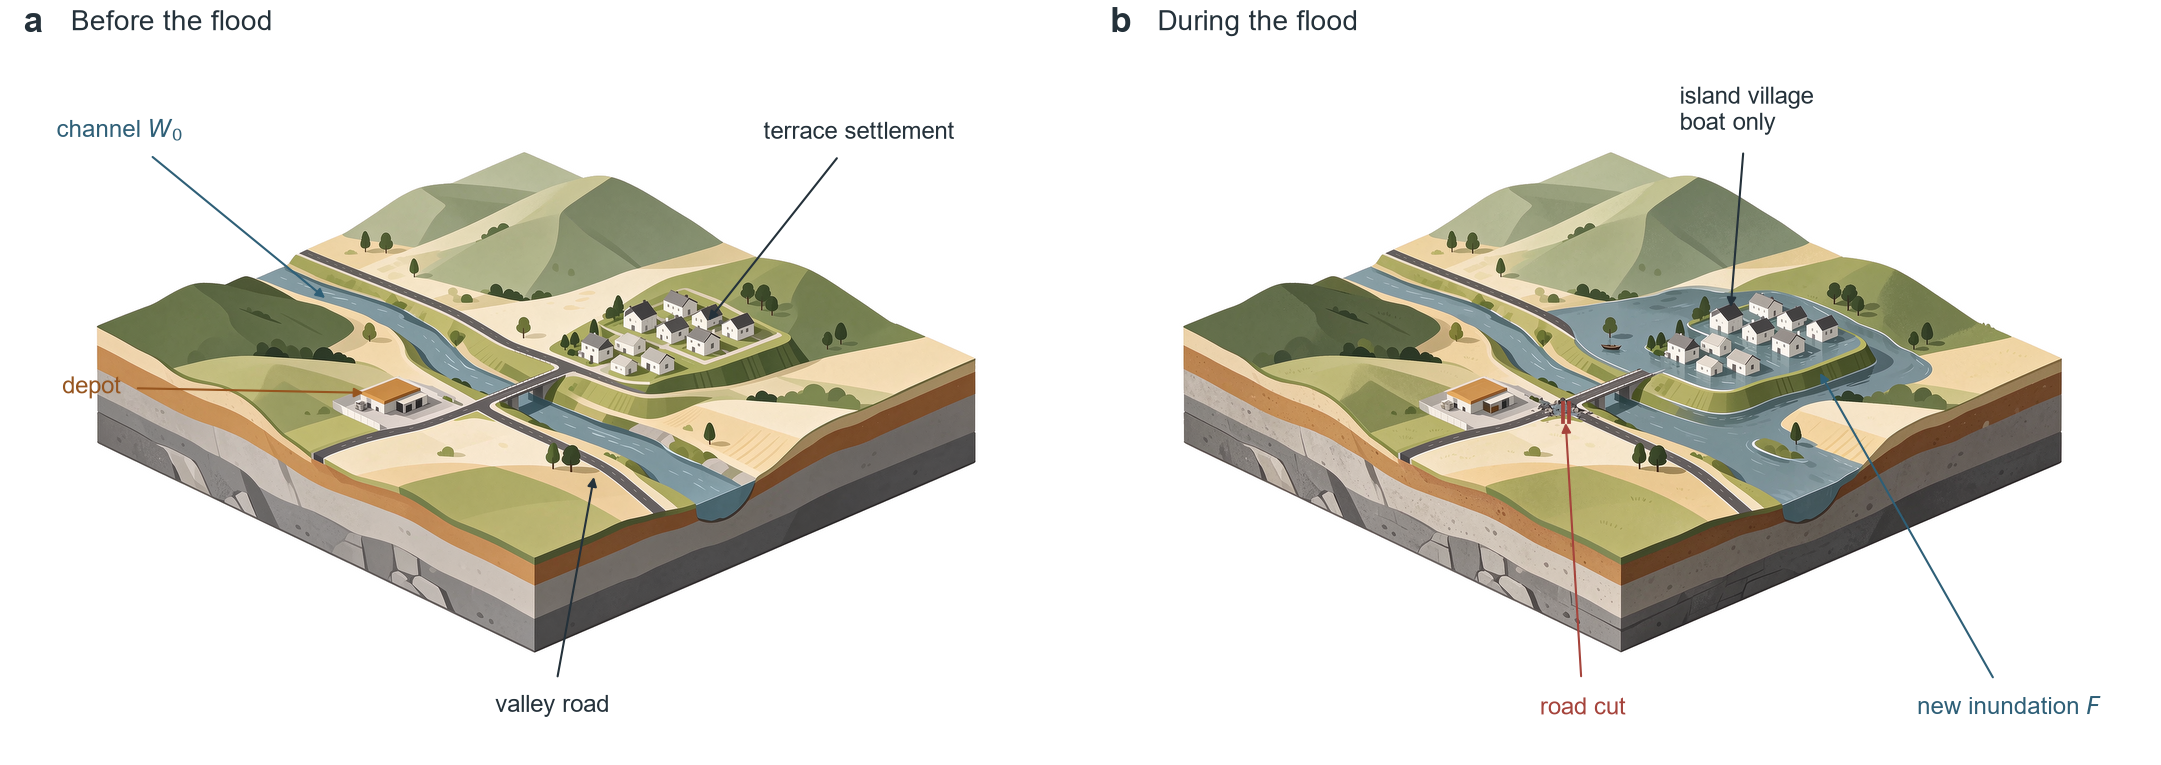 a Before the flood
channel W₀
terrace settlement
depot
valley road
b During the flood
island village
boat only
road cut
new inundation F